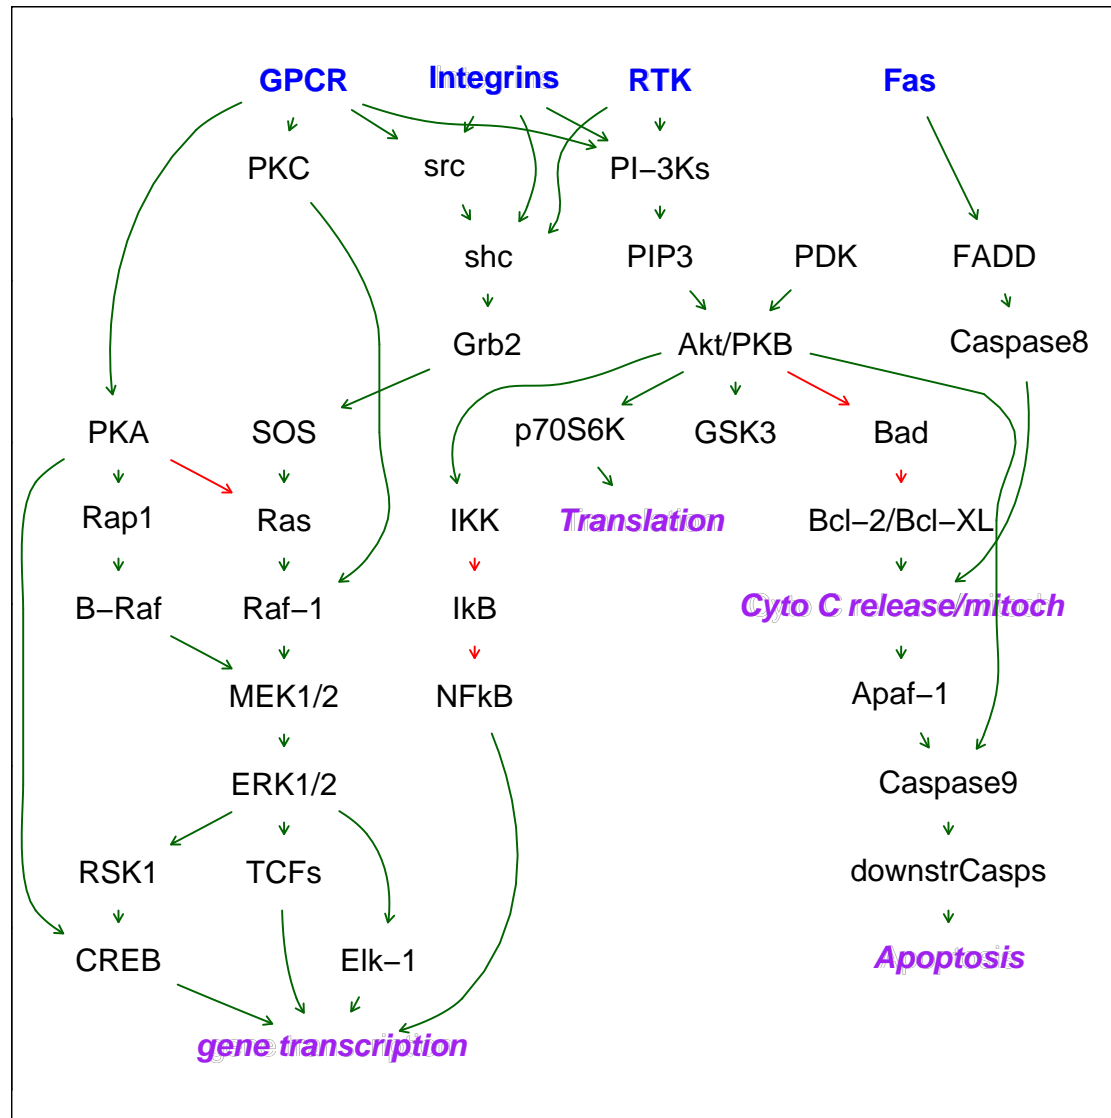 GPCR Integrins RTK Fas
PKC src PI−3Ks
shc PIP3 PDK FADD
Grb2 Akt/PKB Caspase8
PKA SOS p70S6K GSK3 Bad
Rap1 Ras IKK Translation Bcl−2/Bcl−XL
B−Raf Raf−1 IkB Cyto C release/mitoch
MEK1/2 NFkB Apaf−1
ERK1/2 Caspase9
RSK1 TCFs downstrCasps
CREB Elk−1 Apoptosis
gene transcription